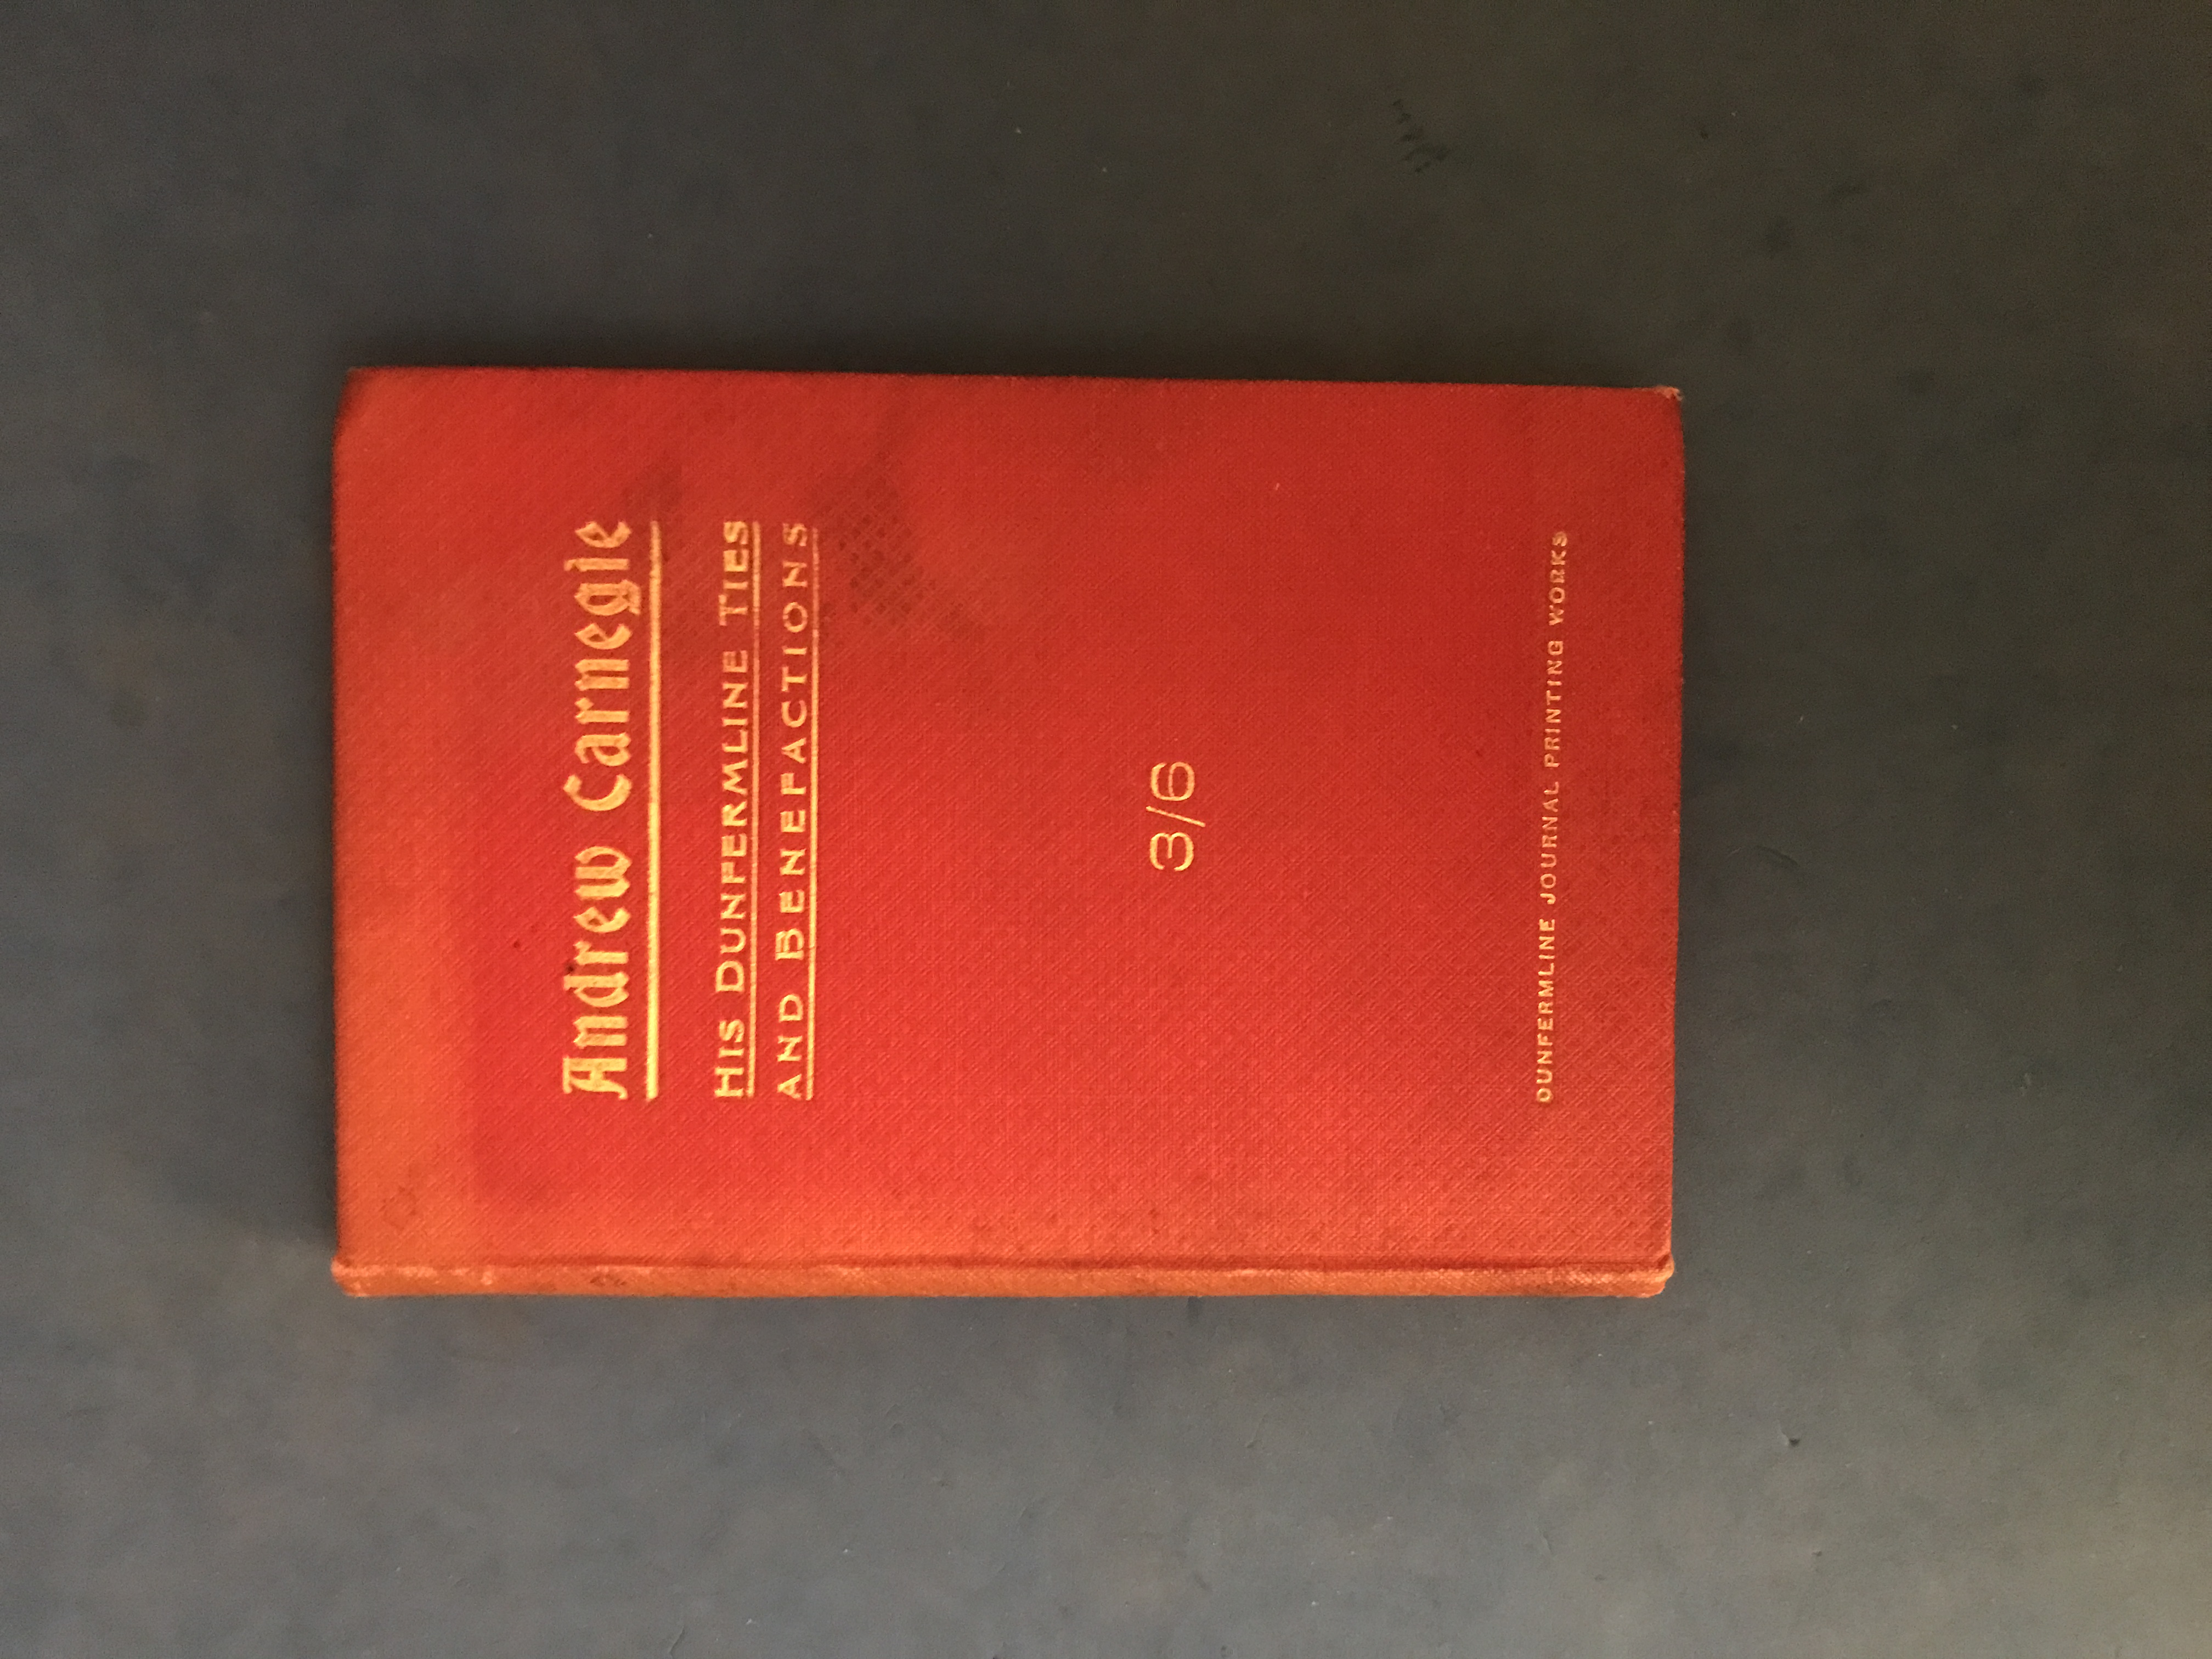 Andrew Carnegie
HIS DUNFERMLINE TIES
AND BENEFACTIONS
3/6
DUNFERMLINE JOURNAL PRINTING WORKS